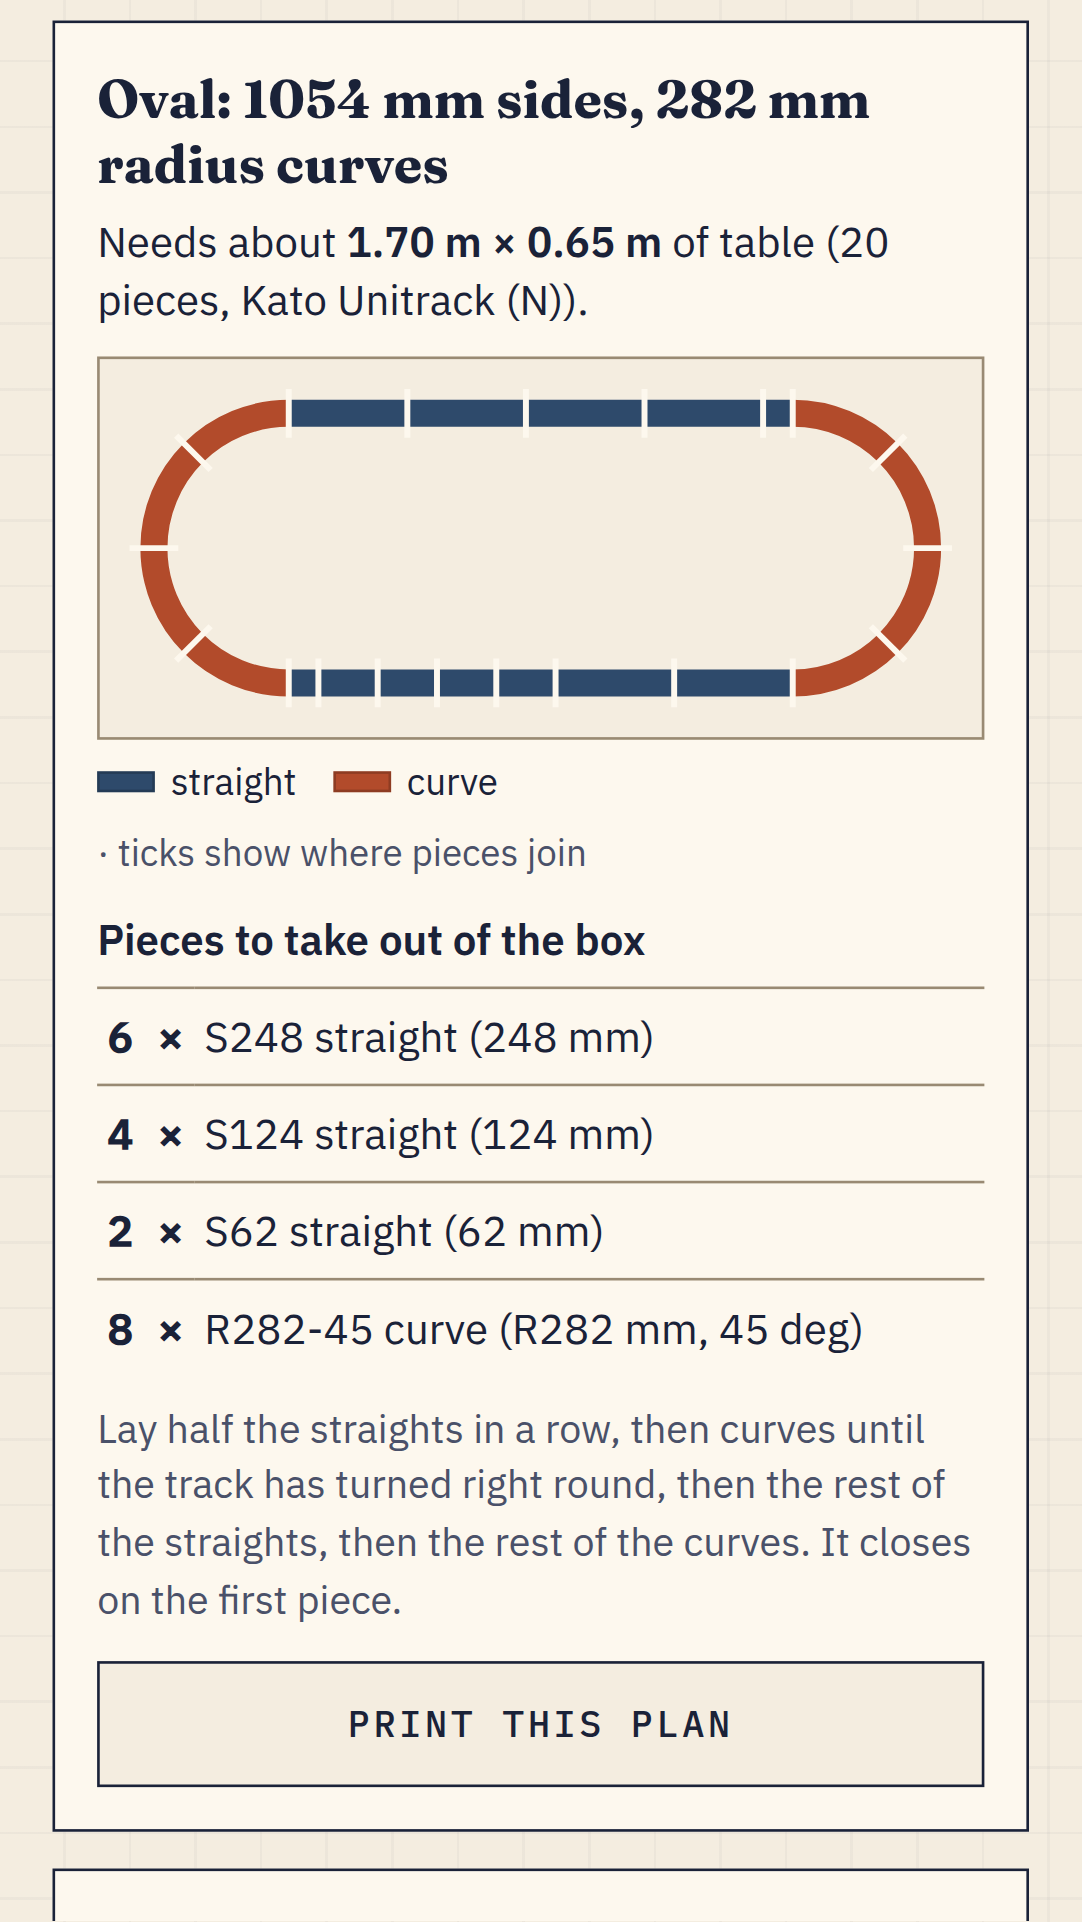 Oval: 1054 mm sides, 282 mm
radius curves
Needs about 1.70 m × 0.65 m of table (20
pieces, Kato Unitrack (N)).
straight curve
· ticks show where pieces join
Pieces to take out of the box
6 × S248 straight (248 mm)
4 × S124 straight (124 mm)
2 × S62 straight (62 mm)
8 × R282-45 curve (R282 mm, 45 deg)
Lay half the straights in a row, then curves until
the track has turned right round, then the rest of
the straights, then the rest of the curves. It closes
on the first piece.
PRINT THIS PLAN